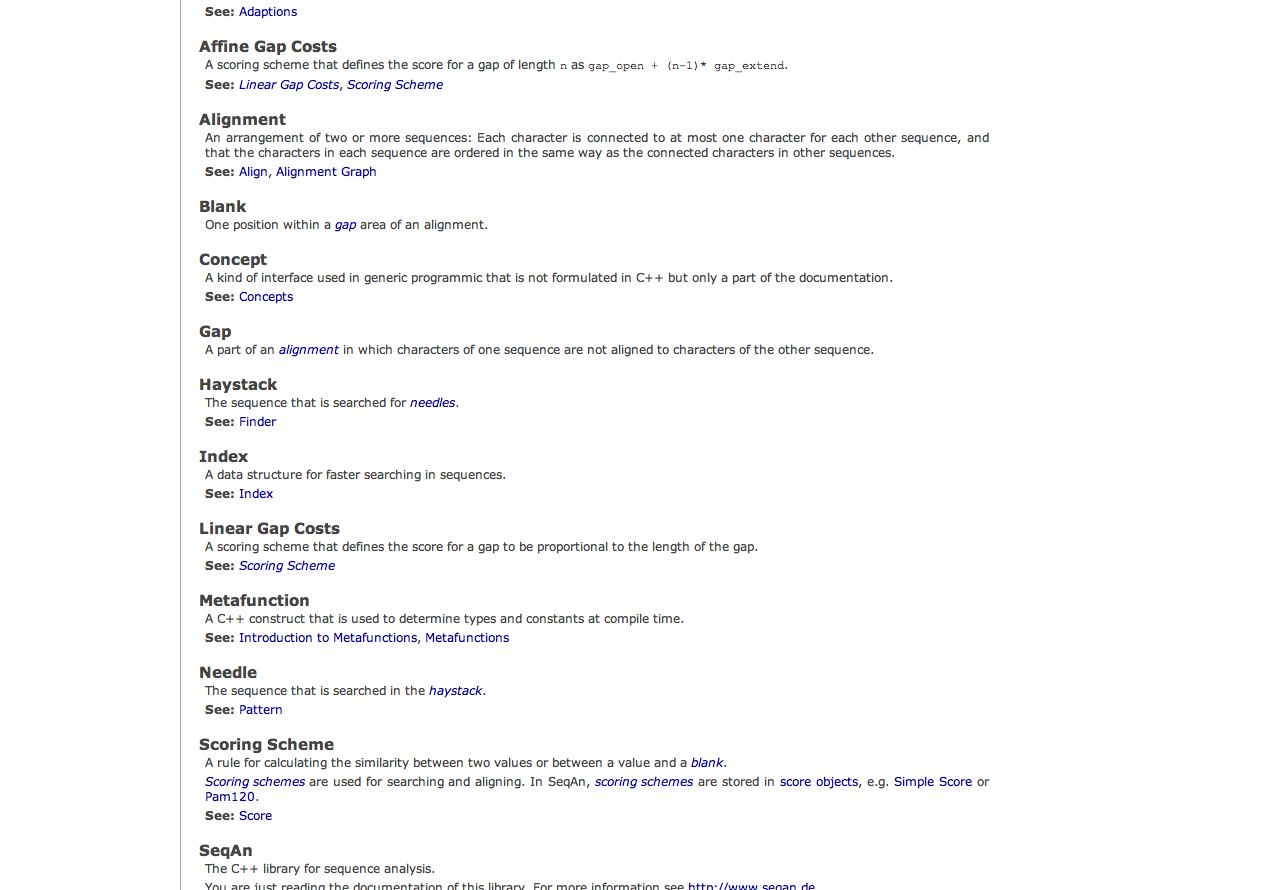 See: Adaptions
Affine Gap Costs
A scoring scheme that defines the score for a gap of length n as gap_open + (n-1)* gap_extend.
See: Linear Gap Costs, Scoring Scheme
Alignment
An arrangement of two or more sequences: Each character is connected to at most one character for each other sequence, and
that the characters in each sequence are ordered in the same way as the connected characters in other sequences.
See: Align, Alignment Graph
Blank
One position within a gap area of an alignment.
Concept
A kind of interface used in generic programmic that is not formulated in C++ but only a part of the documentation.
See: Concepts
Gap
A part of an alignment in which characters of one sequence are not aligned to characters of the other sequence.
Haystack
The sequence that is searched for needles.
See: Finder
Index
A data structure for faster searching in sequences.
See: Index
Linear Gap Costs
A scoring scheme that defines the score for a gap to be proportional to the length of the gap.
See: Scoring Scheme
Metafunction
A C++ construct that is used to determine types and constants at compile time.
See: Introduction to Metafunctions, Metafunctions
Needle
The sequence that is searched in the haystack.
See: Pattern
Scoring Scheme
A rule for calculating the similarity between two values or between a value and a blank.
Scoring schemes are used for searching and aligning. In SeqAn, scoring schemes are stored in score objects, e.g. Simple Score or
Pam120.
See: Score
SeqAn
The C++ library for sequence analysis.
You are just reading the documentation of this library. For more information see http://www.seqan.de